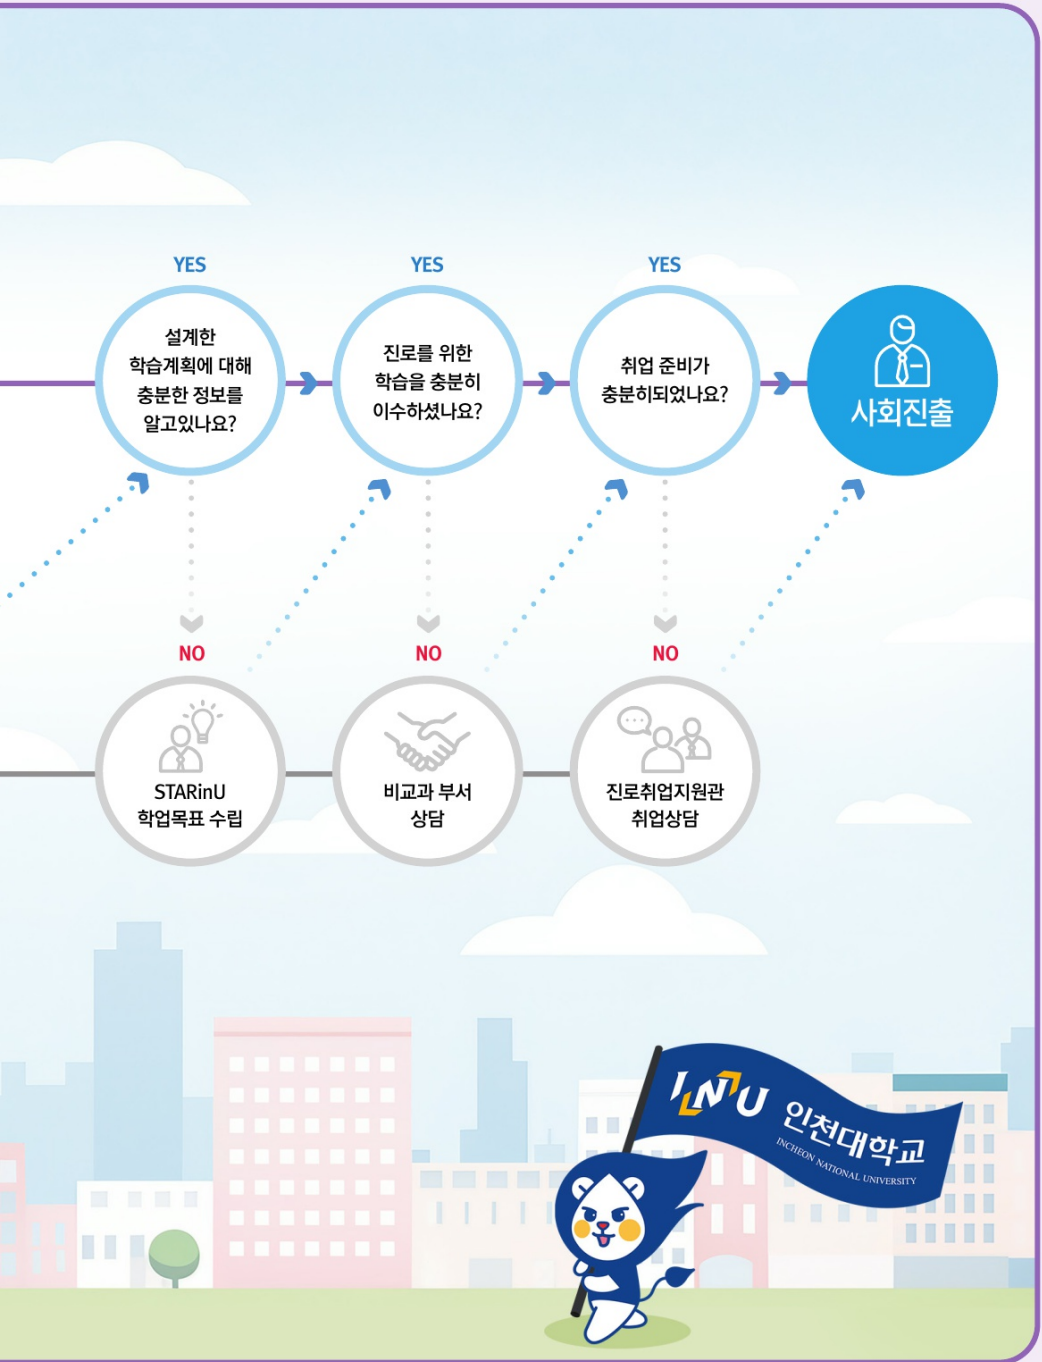 YES
YES
YES
설계한
학습계획에 대해
충분한 정보를
알고있나요?
진로를 위한
학습을 충분히
이수하셨나요?
취업 준비가
충분히되었나요?
사회진출
NO
NO
NO
STARinU
학업목표 수립
비교과 부서
상담
진로취업지원관
취업상담
INU 인천대학교
INCHEON NATIONAL UNIVERSITY